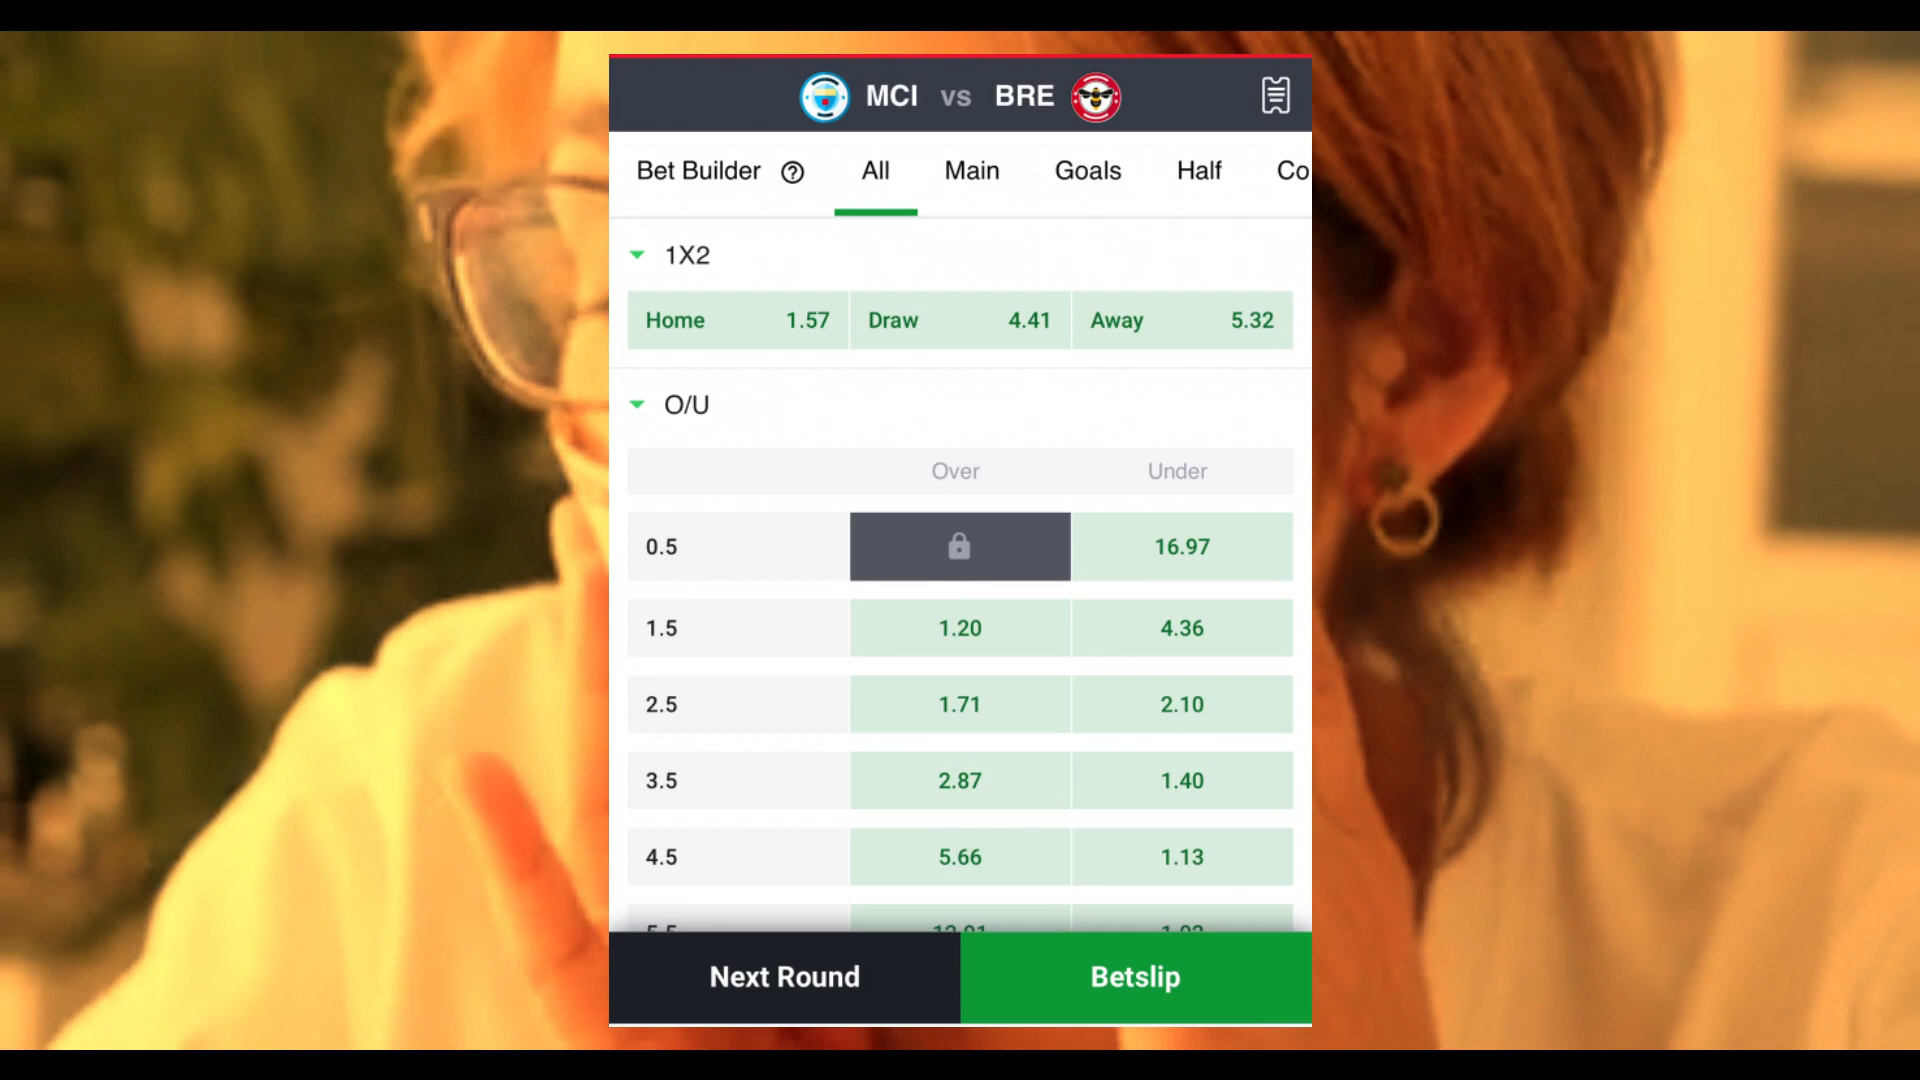 MCI vs BRE
Bet Builder ? All Main Goals Half Co
1X2
Home 1.57 Draw 4.41 Away 5.32
O/U
Over Under
0.5 16.97
1.5 1.20 4.36
2.5 1.71 2.10
3.5 2.87 1.40
4.5 5.66 1.13
Next Round Betslip